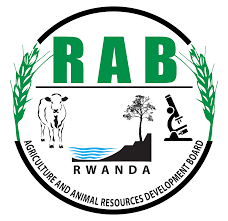 RAB
RWANDA
AGRICULTURE AND ANIMAL RESOURCES DEVELOPMENT BOARD